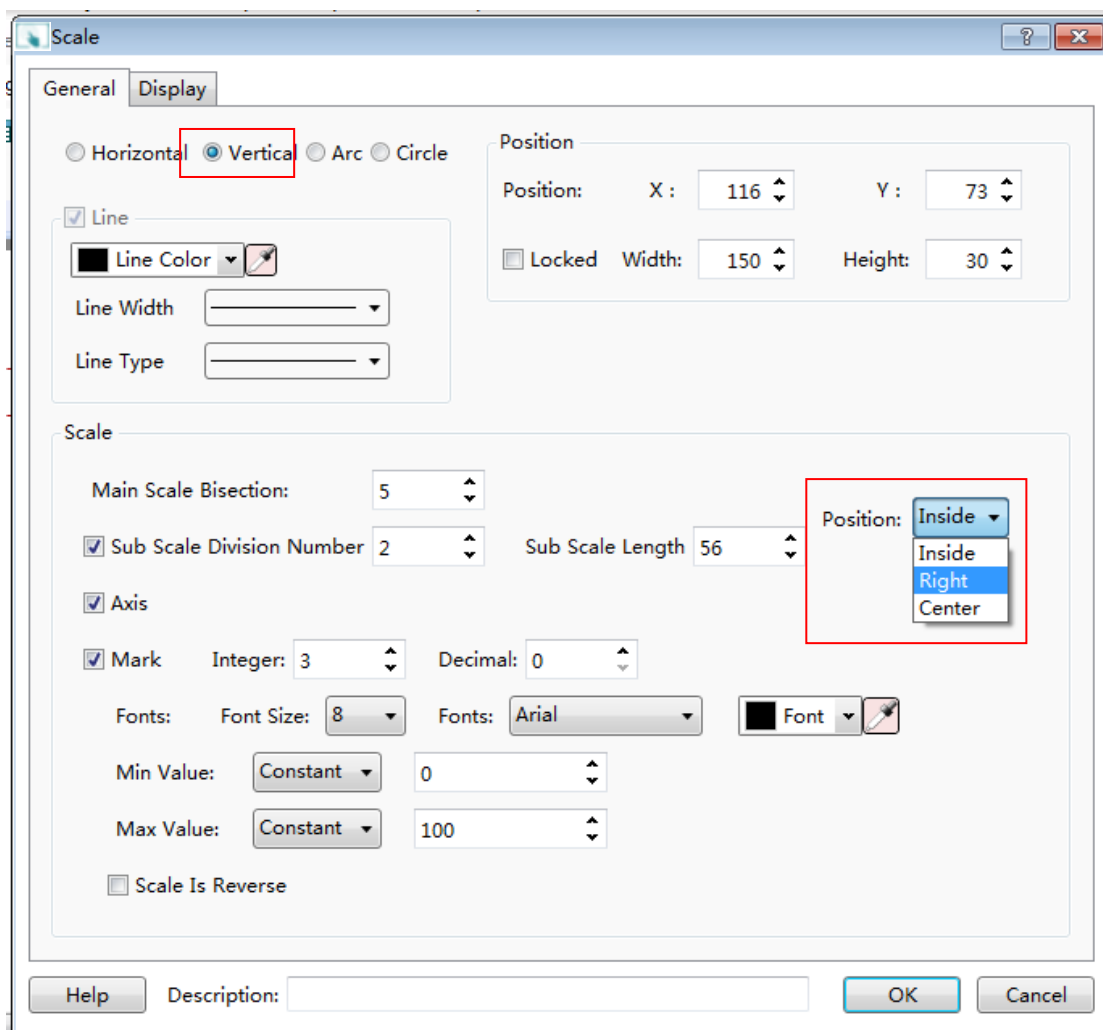 Scale
General Display
Horizontal Vertical Arc Circle
Position
Position: X : 116 Y : 73
Line
Line Color
Locked Width: 150 Height: 30
Line Width
Line Type
Scale
Main Scale Bisection: 5
Position: Inside
Sub Scale Division Number 2 Sub Scale Length 56
Inside
Right
Center
Axis
Mark Integer: 3 Decimal: 0
Fonts: Font Size: 8 Fonts: Arial Font
Min Value: Constant 0
Max Value: Constant 100
Scale Is Reverse
Help Description: OK Cancel